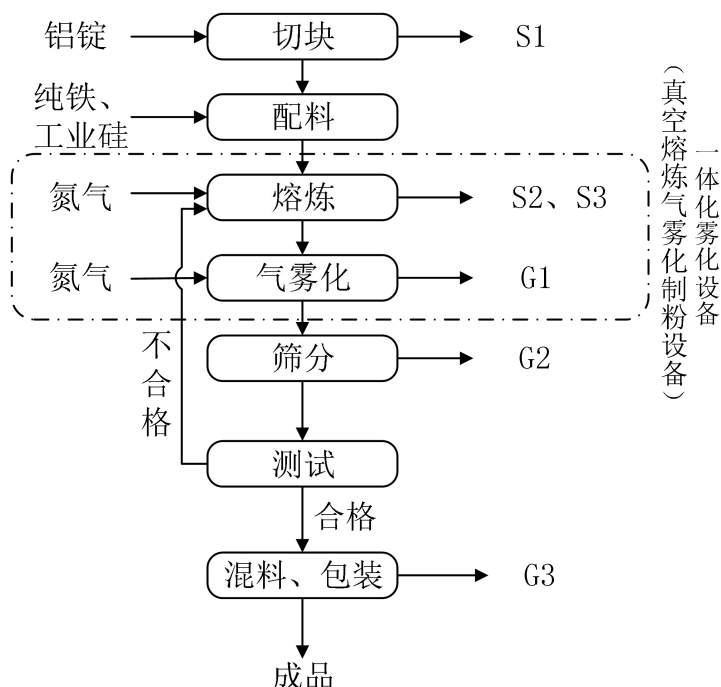 铝锭
切块
S1
纯铁、
工业硅
配料
氮气
熔炼
S2、S3
氮气
气雾化
G1
一体化雾化设备
（真空熔炼气雾化制粉设备）
筛分
G2
不合格
测试
合格
混料、包装
G3
成品